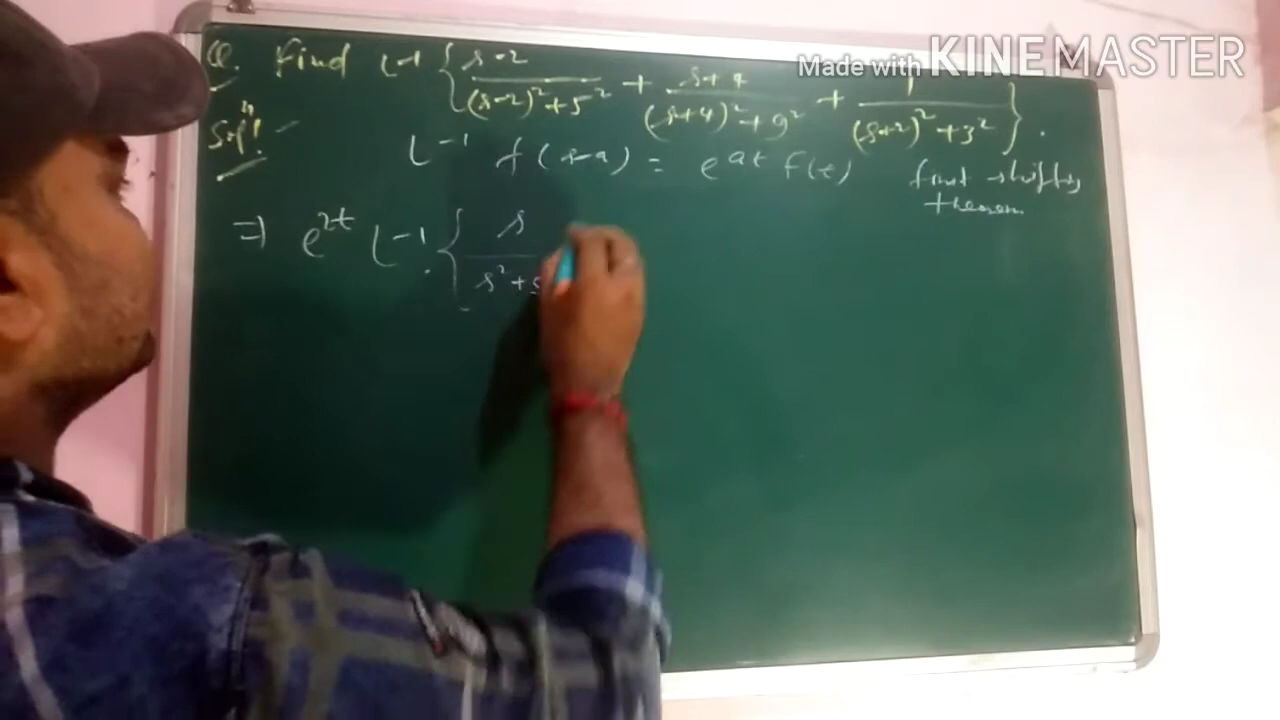 Made with KINEMASTER
Q. Find L-1 { s-2 / (s-2)² + 5² + s+4 / (s+4)² + 9² + 1 / (s+2)² + 3² } .
Solⁿ! -
L-1 f(s-a) = e^at f(t) first shifting theorem
⇒ e^2t L-1 { s / s² + 5